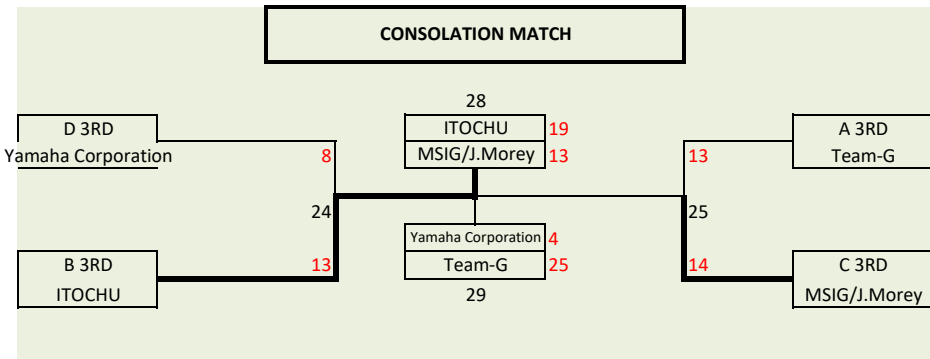 CONSOLATION MATCH
28
D 3RD
ITOCHU 19
A 3RD
Yamaha Corporation
8
MSIG/J.Morey 13
13
Team-G
24
25
Yamaha Corporation 4
B 3RD
13
Team-G 25
14
C 3RD
ITOCHU
29
MSIG/J.Morey